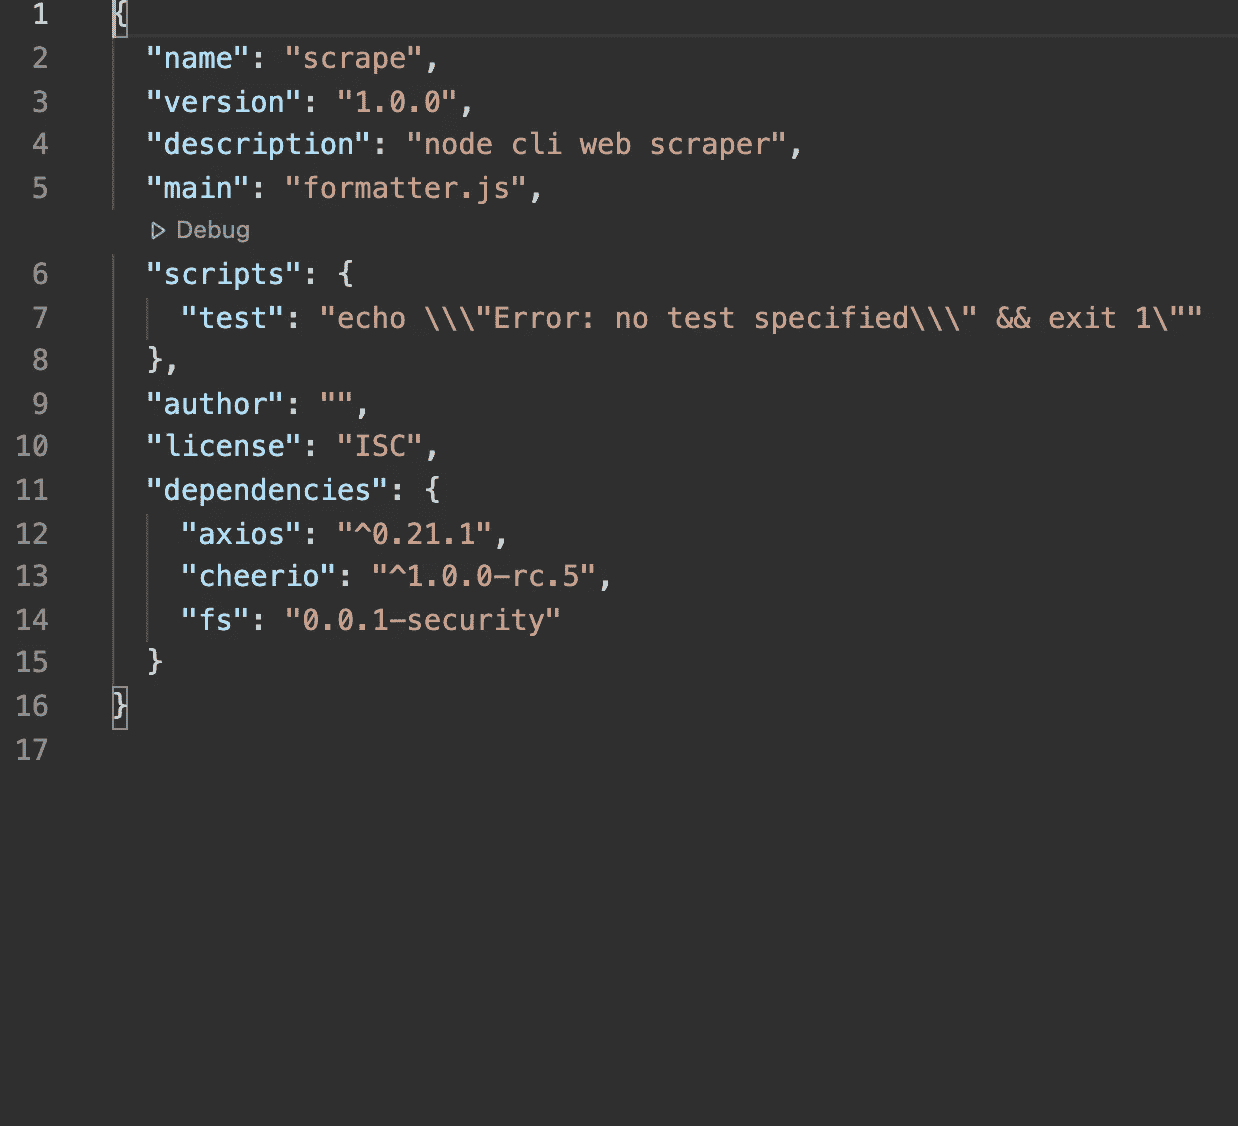 1 {
2 "name": "scrape",
3 "version": "1.0.0",
4 "description": "node cli web scraper",
5 "main": "formatter.js",
Debug
6 "scripts": {
7 "test": "echo \\\"Error: no test specified\\\" && exit 1\""
8 },
9 "author": "",
10 "license": "ISC",
11 "dependencies": {
12 "axios": "^0.21.1",
13 "cheerio": "^1.0.0-rc.5",
14 "fs": "0.0.1-security"
15 }
16 }
17